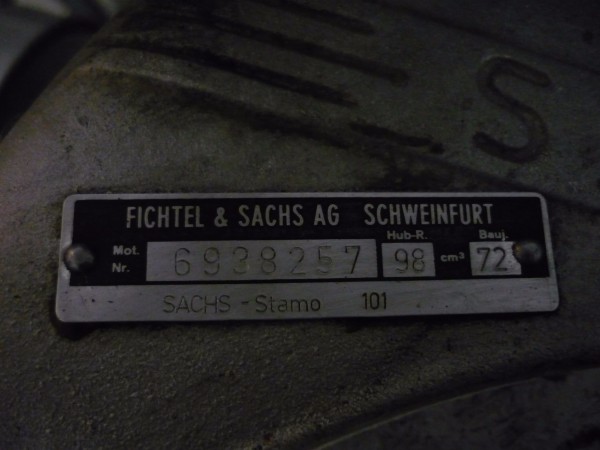 S
FICHTEL & SACHS AG SCHWEINFURT
Mot. Nr. 6938257 Hub-R. 98 cm³ Bauj. 72
SACHS - Stamo 101